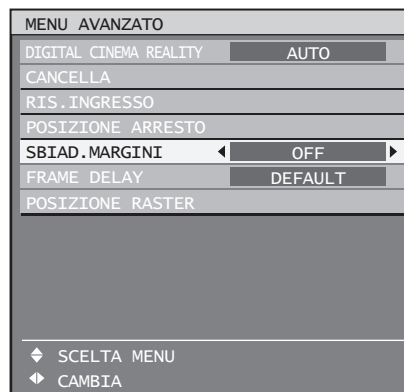 MENU AVANZATO
DIGITAL CINEMA REALITY AUTO
CANCELLA
RIS.INGRESSO
POSIZIONE ARRESTO
SBIAD.MARGINI OFF
FRAME DELAY DEFAULT
POSIZIONE RASTER
SCELTA MENU
CAMBIA